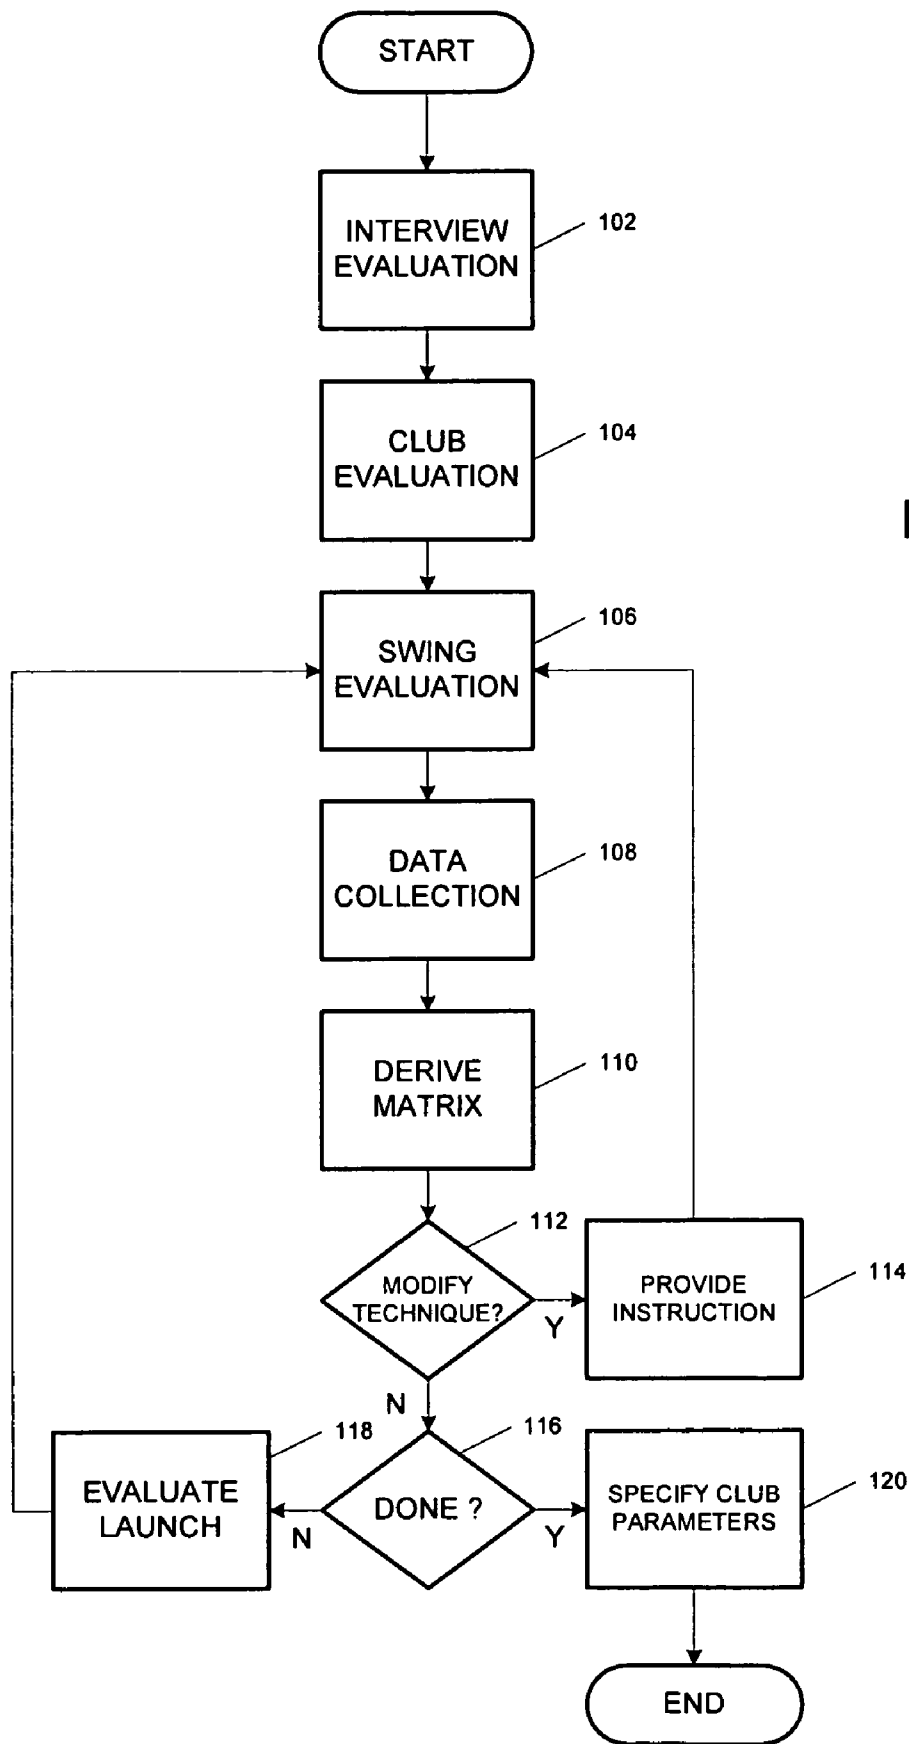 START
INTERVIEW
EVALUATION
102
CLUB
EVALUATION
104
SWING
EVALUATION
106
DATA
COLLECTION
108
DERIVE
MATRIX
110
MODIFY
TECHNIQUE?
112
Y
PROVIDE
INSTRUCTION
114
N
DONE ?
116
N
EVALUATE
LAUNCH
118
Y
SPECIFY CLUB
PARAMETERS
120
END